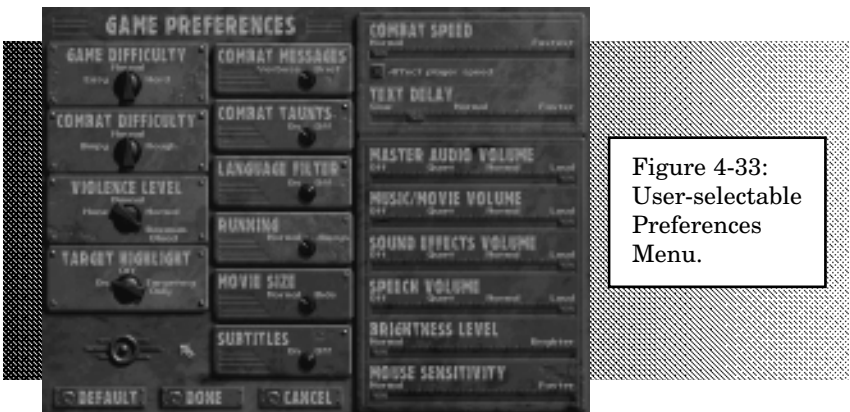 GAME PREFERENCES
GAME DIFFICULTY
Normal
Easy Hard
COMBAT DIFFICULTY
Normal
Wimpy Rough
VIOLENCE LEVEL
Normal
Maximum
Blood
TARGET HIGHLIGHT
Off
On Targeting
Only
COMBAT MESSAGES
Verbose Brief
COMBAT TAUNTS
On Off
LANGUAGE FILTER
On Off
RUNNING
Normal Always
MOVIE SIZE
Normal
SUBTITLES
On Off
DEFAULT DONE CANCEL
COMBAT SPEED
Normal Fastest
Affect player speed
TEXT DELAY
Slow Normal Faster
MASTER AUDIO VOLUME
Off Quiet Normal Loud
MUSIC/MOVIE VOLUME
Off Quiet Normal Loud
SOUND EFFECTS VOLUME
Off Quiet Normal Loud
SPEECH VOLUME
Off Quiet Normal Loud
BRIGHTNESS LEVEL
Normal Brighter
MOUSE SENSITIVITY
Normal Faster
Figure 4-33:
User-selectable
Preferences
Menu.